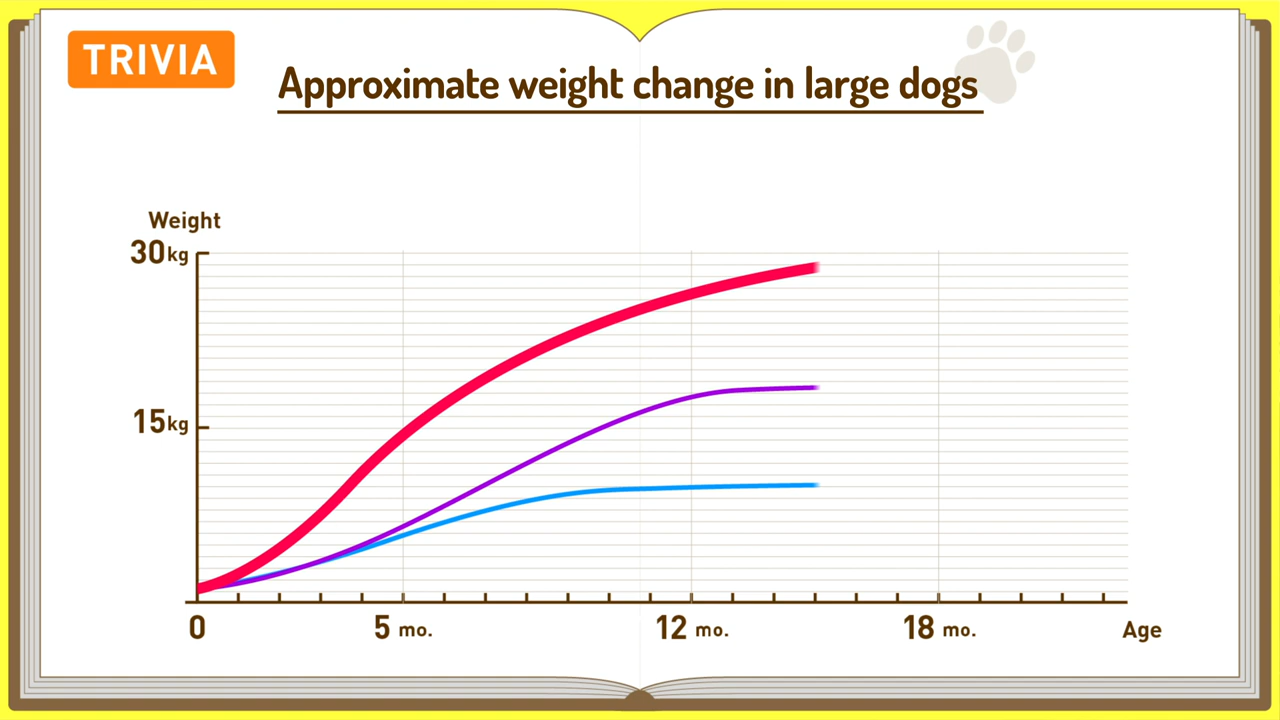 TRIVIA
Approximate weight change in large dogs
Weight
30kg
15kg
0
5 mo.
12 mo.
18 mo.
Age